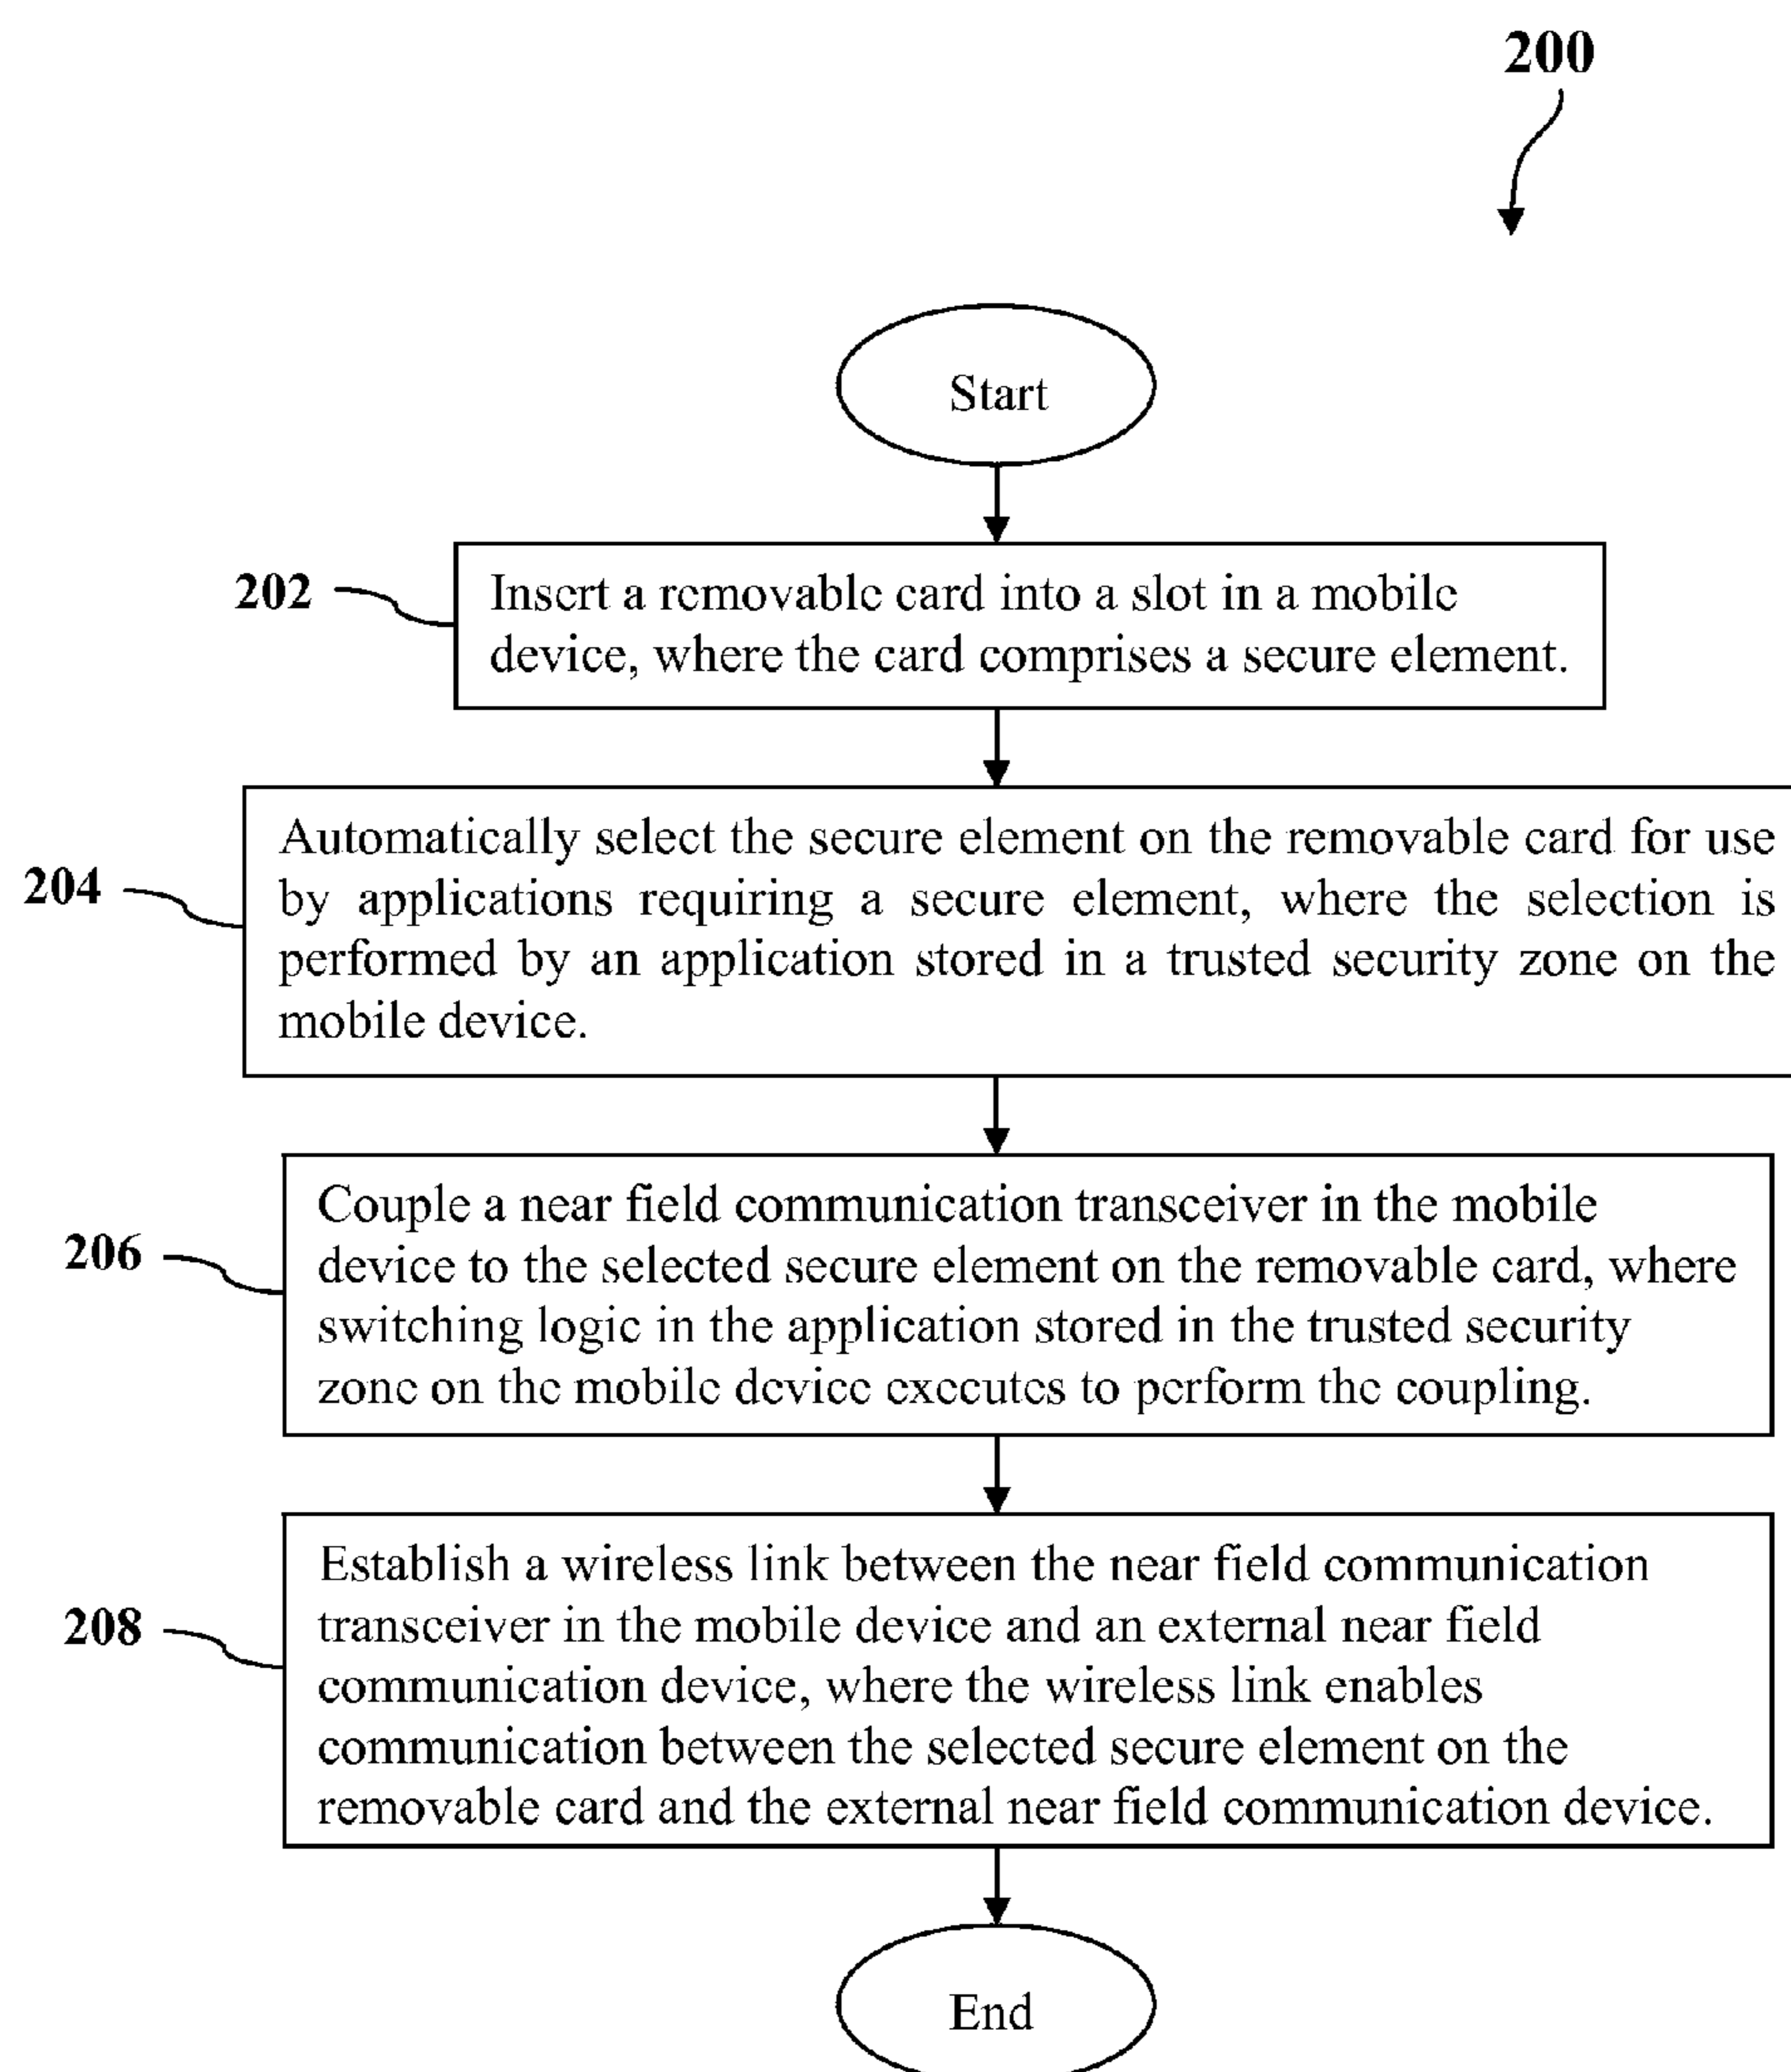 200
Start
202
Insert a removable card into a slot in a mobile
device, where the card comprises a secure element.
204
Automatically select the secure element on the removable card for use
by applications requiring a secure element, where the selection is
performed by an application stored in a trusted security zone on the
mobile device.
206
Couple a near field communication transceiver in the mobile
device to the selected secure element on the removable card, where
switching logic in the application stored in the trusted security
zone on the mobile device executes to perform the coupling.
208
Establish a wireless link between the near field communication
transceiver in the mobile device and an external near field
communication device, where the wireless link enables
communication between the selected secure element on the
removable card and the external near field communication device.
End